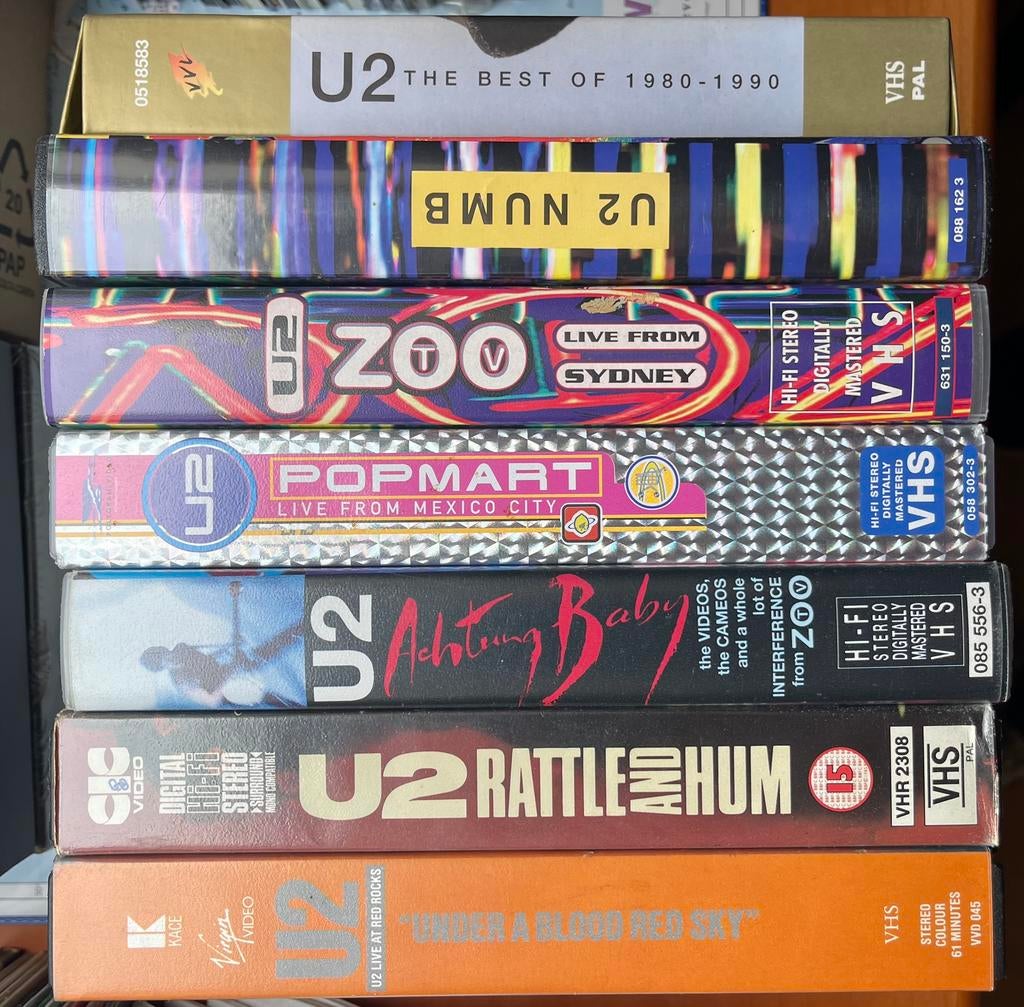 0518583
U2 THE BEST OF 1980-1990
VHS
PAL
U2 NUMB
088 162 3
U2
ZOO
TV
LIVE FROM
SYDNEY
HI-FI STEREO
DIGITALLY
MASTERED
VHS
631 150-3
U2
POPMART
LIVE FROM MEXICO CITY
HI-FI STEREO
DIGITALLY
MASTERED
VHS
058 302-3
U2
Achtung Baby
the VIDEOS,
the CAMEOS
and a whole
lot of
INTERFERENCE
from ZOO
TV
HI-FI
STEREO
DIGITALLY
MASTERED
VHS
085 556-3
CIC
VIDEO
DIGITAL
HI-FI
STEREO
SURROUND
MONO COMPATIBLE
U2 RATTLE AND HUM
15
VHR 2308
VHS
PAL
K
KACE
Virgin
VIDEO
U2
U2 LIVE AT RED ROCKS
"UNDER A BLOOD RED SKY"
VHS
STEREO
COLOUR
61 MINUTES
VVD 045
20
PAP